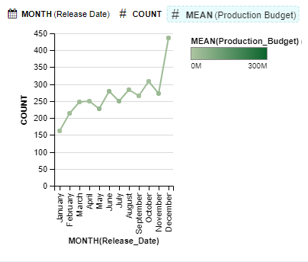 MONTH (Release Date) # COUNT # MEAN (Production Budget)
MEAN(Production_Budget)
0M 300M
450
400
350
300
250
200
150
100
50
0
COUNT
January
February
March
April
May
June
July
August
September
October
November
December
MONTH(Release_Date)